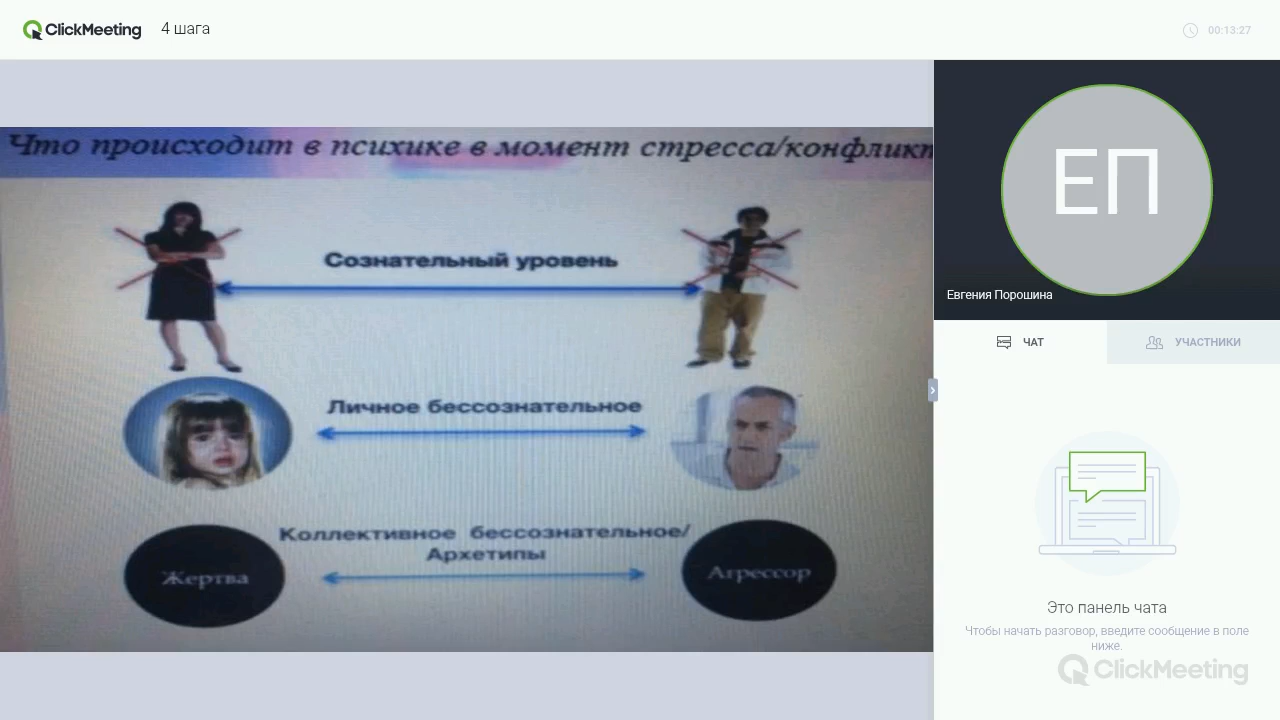 ClickMeeting
4 шага
00:13:27
Что происходит в психике в момент стресса/конфликт
Сознательный уровень
Личное бессознательное
Коллективное бессознательное/
Архетипы
Жертва
Агрессор
ЕП
Евгения Порошина
ЧАТ
УЧАСТНИКИ
Это панель чата
Чтобы начать разговор, введите сообщение в поле
ниже.
ClickMeeting